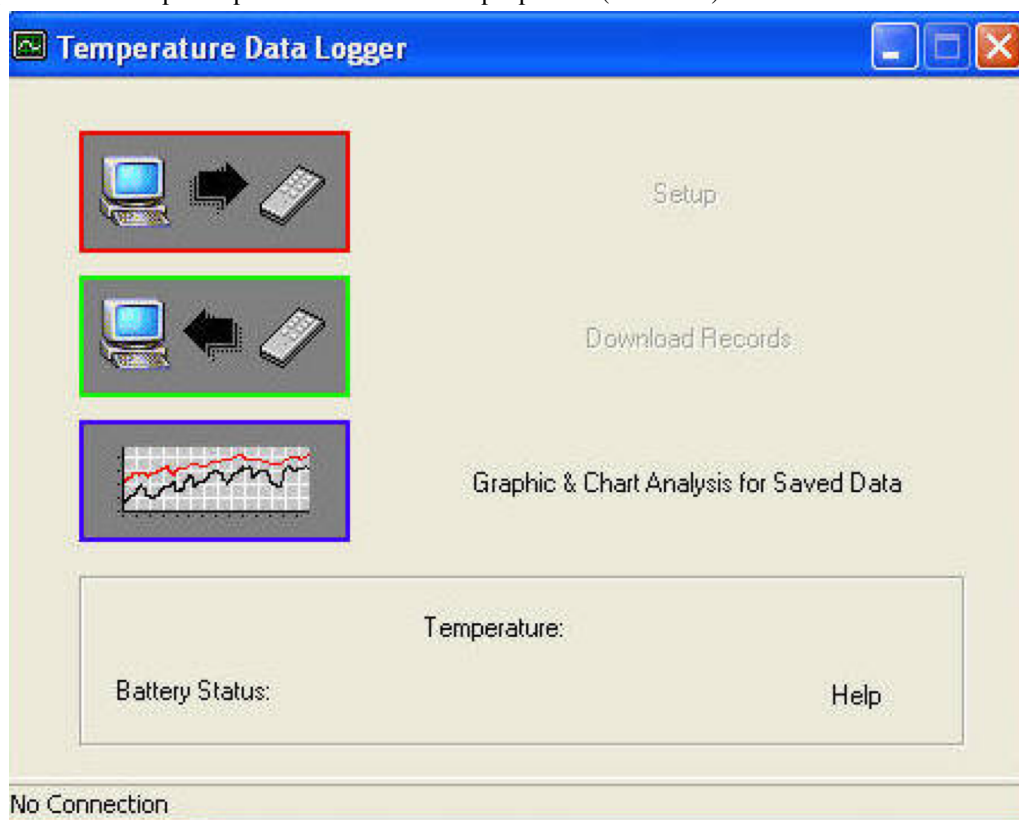 Temperature Data Logger
Setup
Download Records
Graphic & Chart Analysis for Saved Data
Temperature:
Battery Status:
Help
No Connection